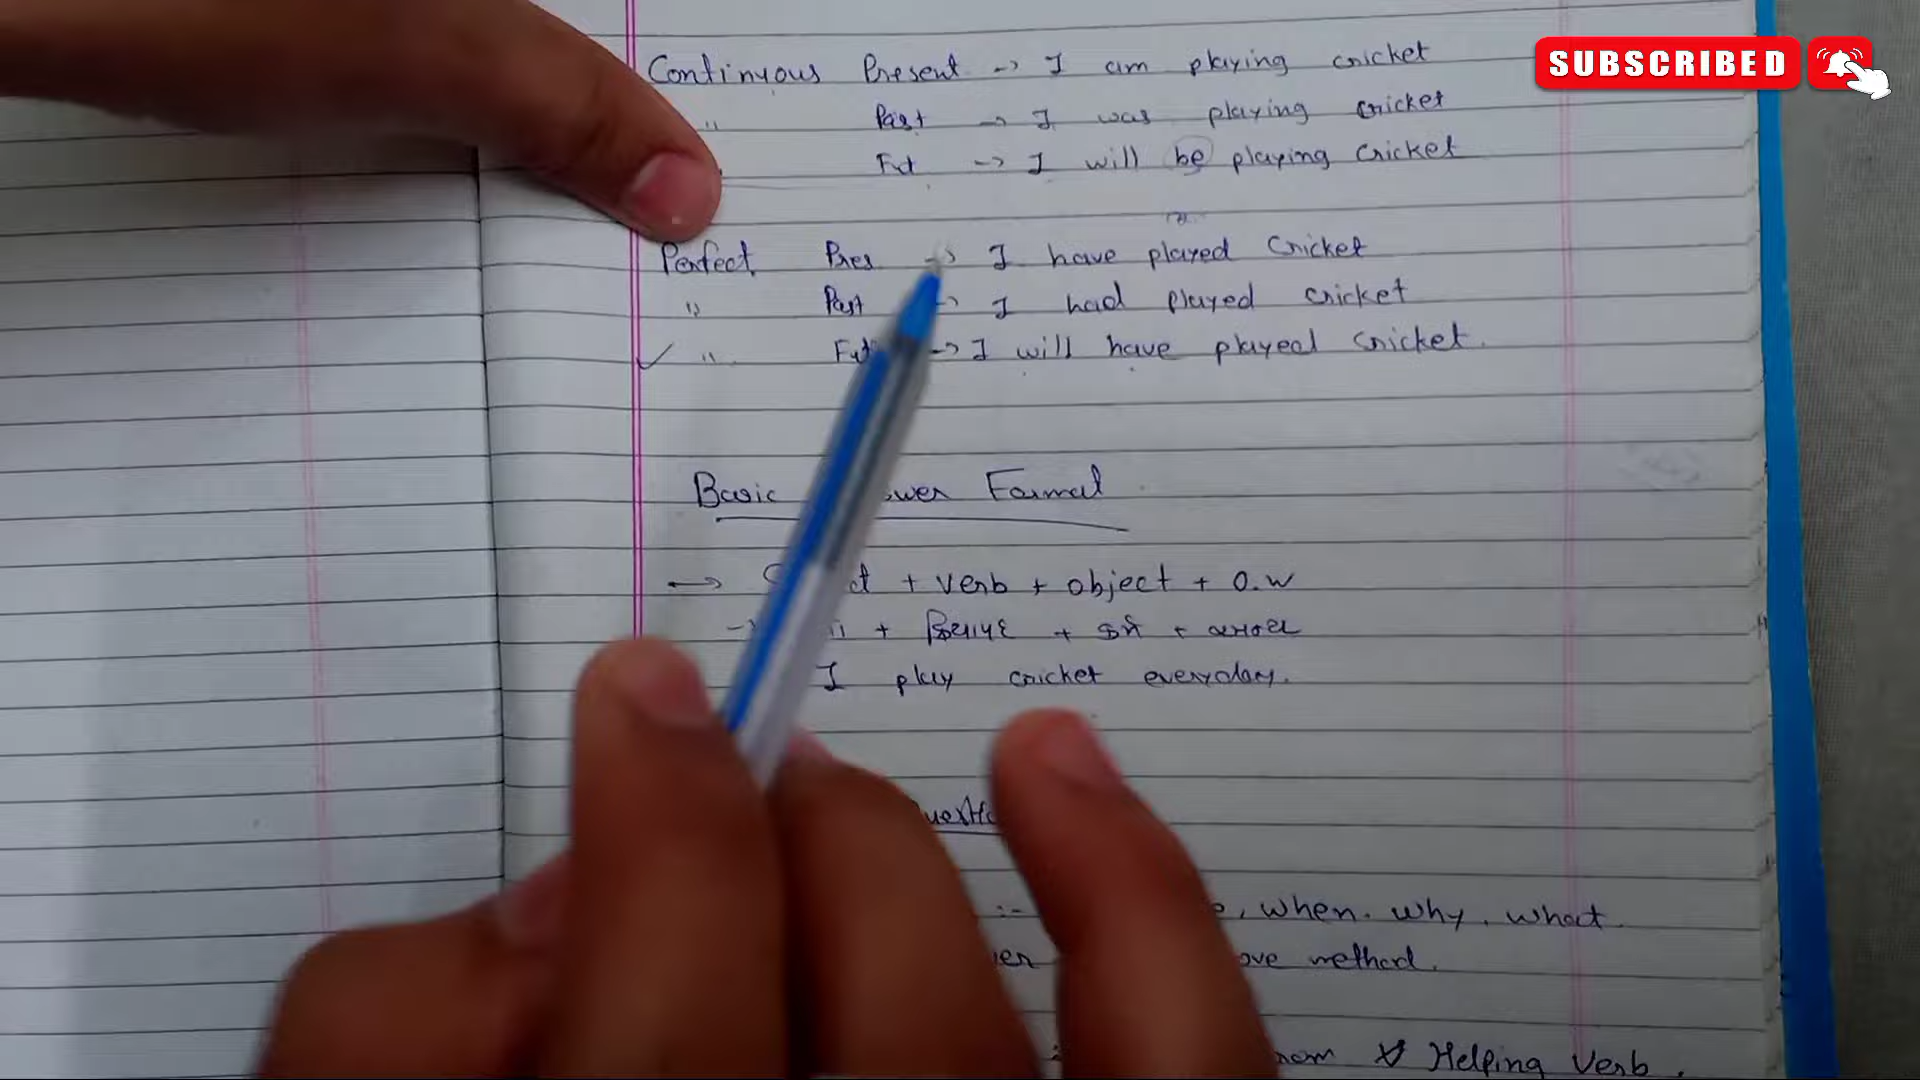 SUBSCRIBED
Continuous Present -> I am playing cricket
" Past -> I was playing cricket
Fut -> I will be playing cricket
Perfect Pres -> I have played Cricket
" Past -> I had played cricket
✓ " Fut -> I will have played cricket.
Basic Format
-> + verb + object + O.W
-> + ક્રિયાપદ + કર્મ +
I play cricket everyday.
:- , when. why. what
method.
Helping Verb.